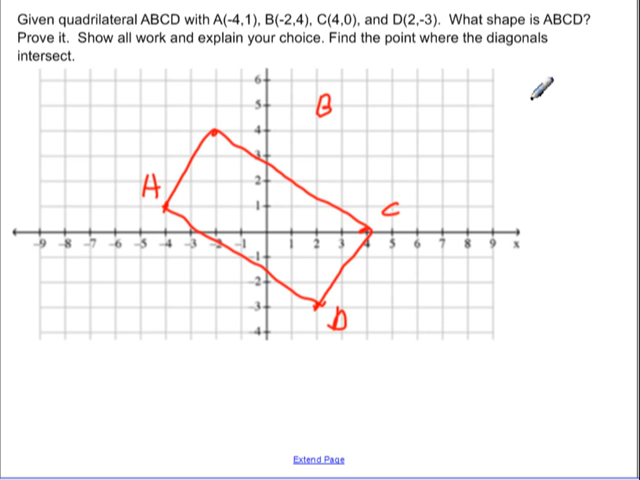 Given quadrilateral ABCD with A(-4,1), B(-2,4), C(4,0), and D(2,-3).  What shape is ABCD?
Prove it.  Show all work and explain your choice. Find the point where the diagonals
intersect.
6
B
5
4
3
A
2
1
C
-9 -8 -7 -6 -5 -4 -3 -2 -1 1 2 3 4 5 6 7 8 9 x
-1
-2
-3
D
-4
Extend Page